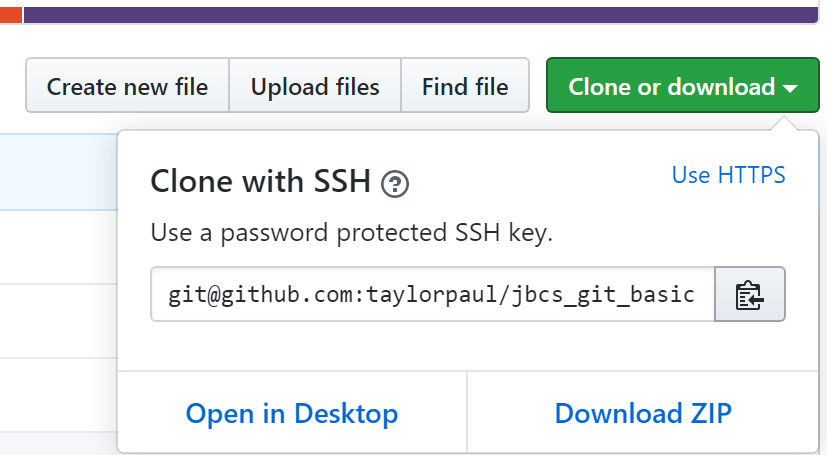 Create new file Upload files Find file Clone or download
Clone with SSH ? Use HTTPS
Use a password protected SSH key.
git@github.com:taylorpaul/jbcs_git_basic
Open in Desktop Download ZIP